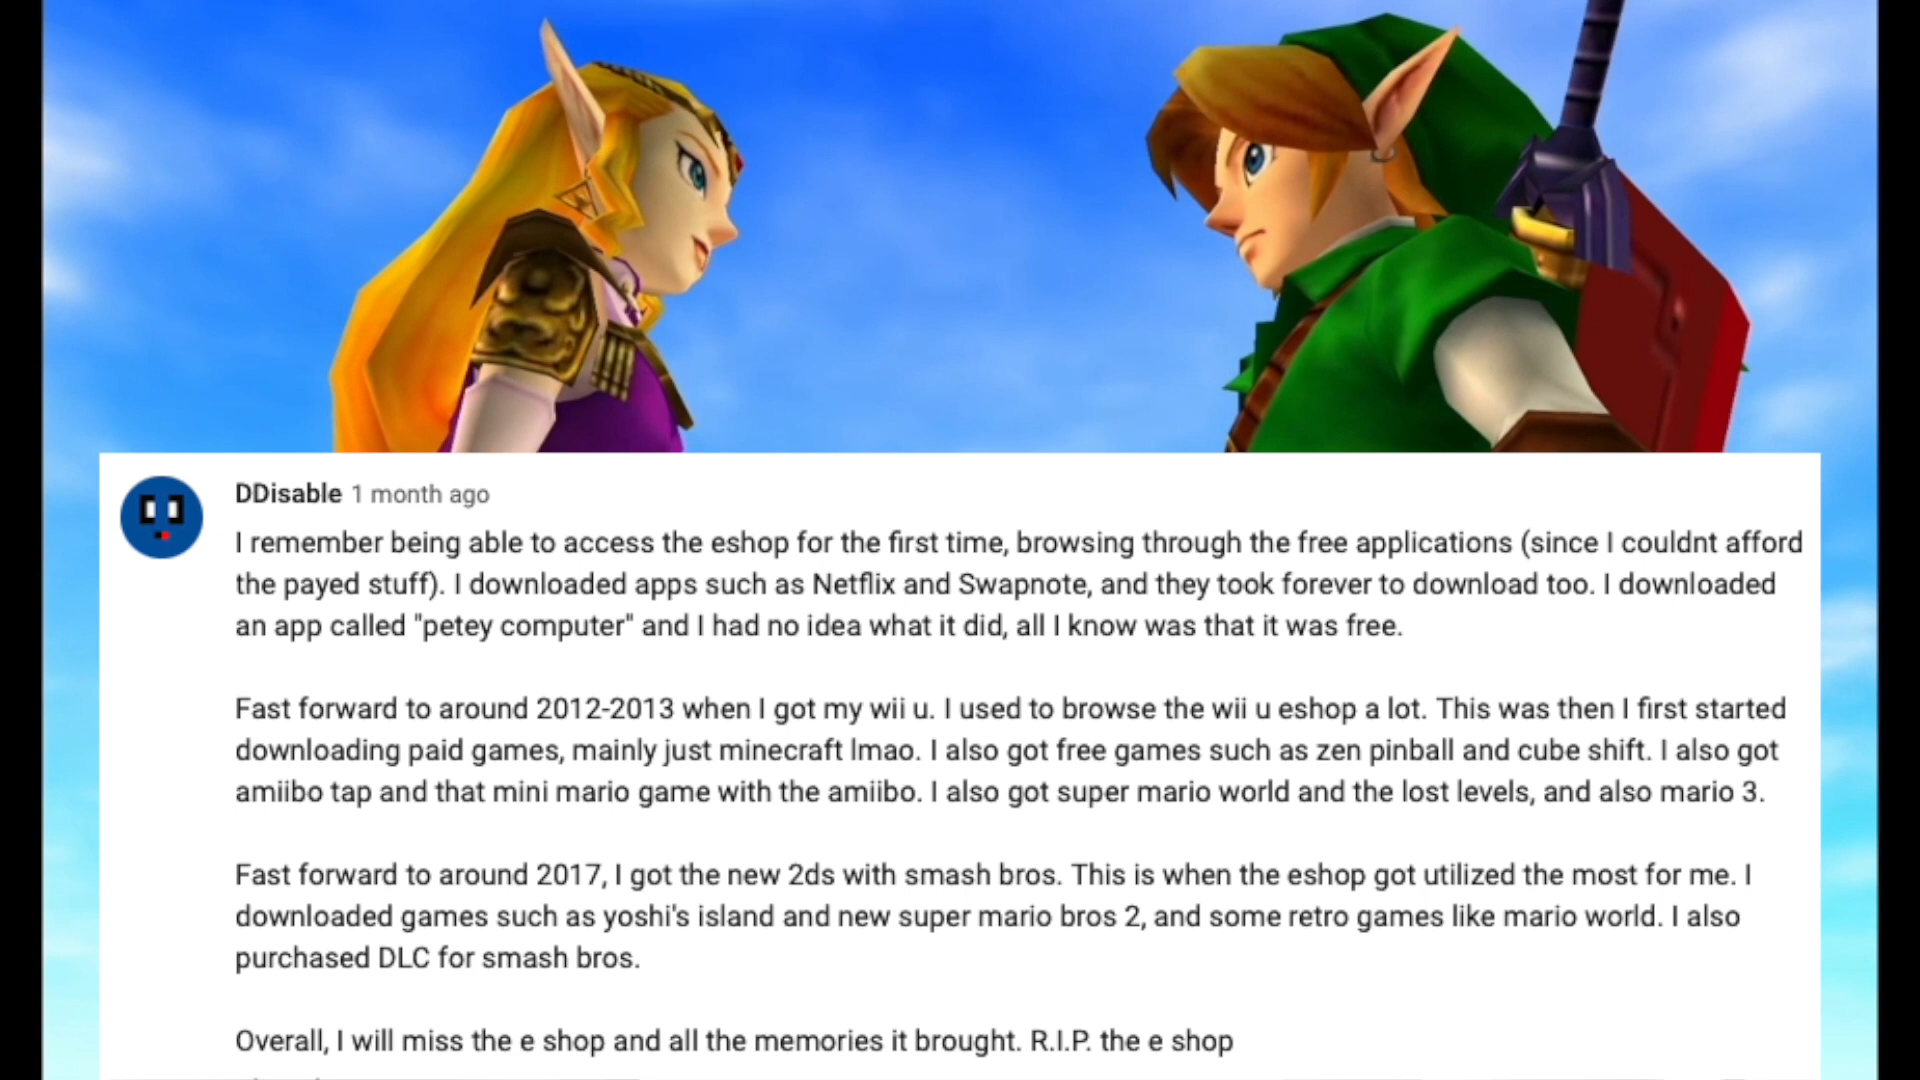 DDisable 1 month ago
I remember being able to access the eshop for the first time, browsing through the free applications (since I couldnt afford
the payed stuff). I downloaded apps such as Netflix and Swapnote, and they took forever to download too. I downloaded
an app called "petey computer" and I had no idea what it did, all I know was that it was free.
Fast forward to around 2012-2013 when I got my wii u. I used to browse the wii u eshop a lot. This was then I first started
downloading paid games, mainly just minecraft lmao. I also got free games such as zen pinball and cube shift. I also got
amiibo tap and that mini mario game with the amiibo. I also got super mario world and the lost levels, and also mario 3.
Fast forward to around 2017, I got the new 2ds with smash bros. This is when the eshop got utilized the most for me. I
downloaded games such as yoshi's island and new super mario bros 2, and some retro games like mario world. I also
purchased DLC for smash bros.
Overall, I will miss the e shop and all the memories it brought. R.I.P. the e shop